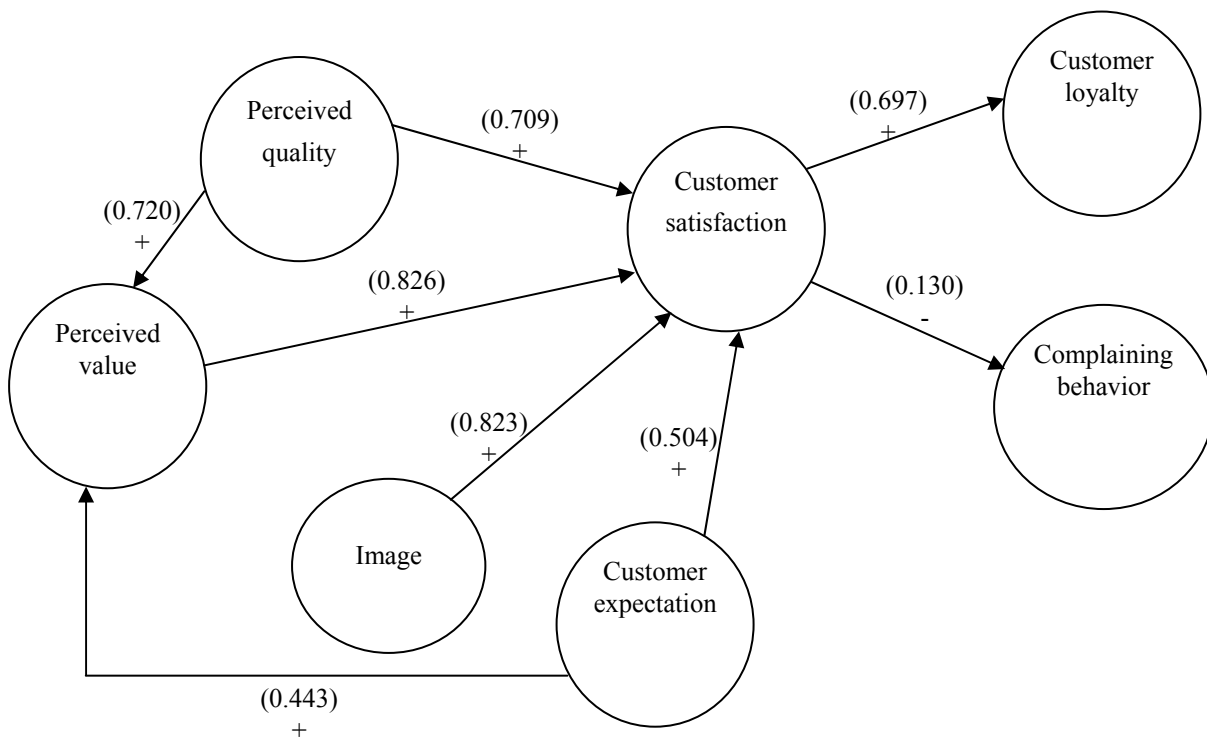 Perceived
quality
(0.709)
+
(0.697)
+
Customer
loyalty
(0.720)
+
Customer
satisfaction
(0.826)
+
(0.130)
-
Perceived
value
Complaining
behavior
(0.823)
+
(0.504)
+
Image
Customer
expectation
(0.443)
+